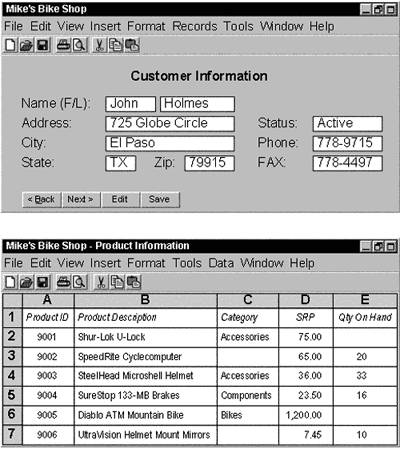 Mike's Bike Shop
File Edit View Insert Format Records Tools Window Help
Customer Information
Name (F/L): John Holmes
Address: 725 Globe Circle Status: Active
City: El Paso Phone: 778-9715
State: TX Zip: 79915 FAX: 778-4497
< Back Next > Edit Save
Mike's Bike Shop - Product Information
File Edit View Insert Format Tools Data Window Help
A B C D E
1 Product ID Product Description Category SRP Qty On Hand
2 9001 Shur-Lok U-Lock Accessories 75.00
3 9002 SpeedRite Cyclecomputer 65.00 20
4 9003 SteelHead Microshell Helmet Accessories 36.00 33
5 9004 SureStop 133-MB Brakes Components 23.50 16
6 9005 Diablo ATM Mountain Bike Bikes 1,200.00
7 9006 UltraVision Helmet Mount Mirrors 7.45 10